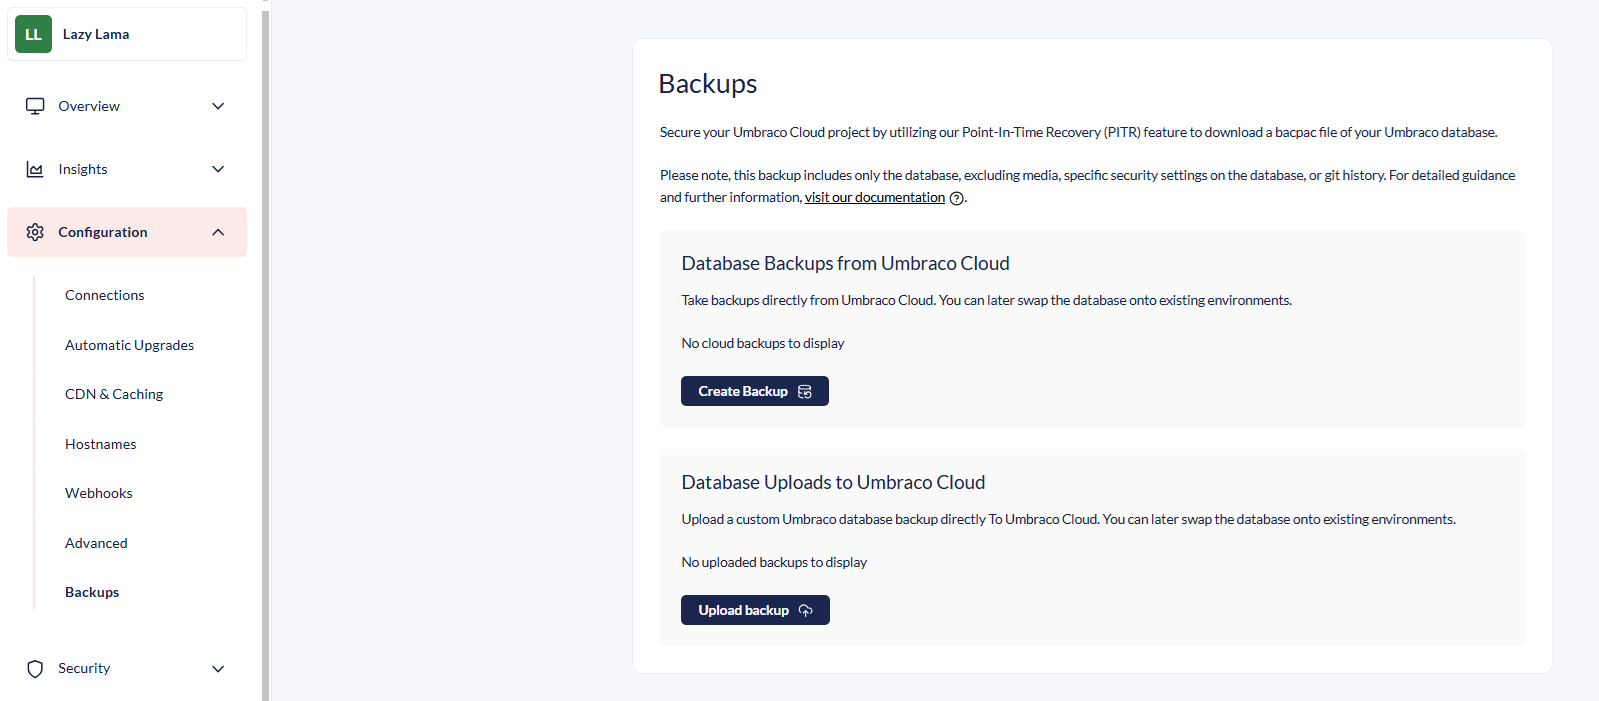 LL
Lazy Lama
Overview
Insights
Configuration
Connections
Automatic Upgrades
CDN & Caching
Hostnames
Webhooks
Advanced
Backups
Security
Backups
Secure your Umbraco Cloud project by utilizing our Point-In-Time Recovery (PITR) feature to download a bacpac file of your Umbraco database.
Please note, this backup includes only the database, excluding media, specific security settings on the database, or git history. For detailed guidance
and further information, visit our documentation ?.
Database Backups from Umbraco Cloud
Take backups directly from Umbraco Cloud. You can later swap the database onto existing environments.
No cloud backups to display
Create Backup
Database Uploads to Umbraco Cloud
Upload a custom Umbraco database backup directly To Umbraco Cloud. You can later swap the database onto existing environments.
No uploaded backups to display
Upload backup